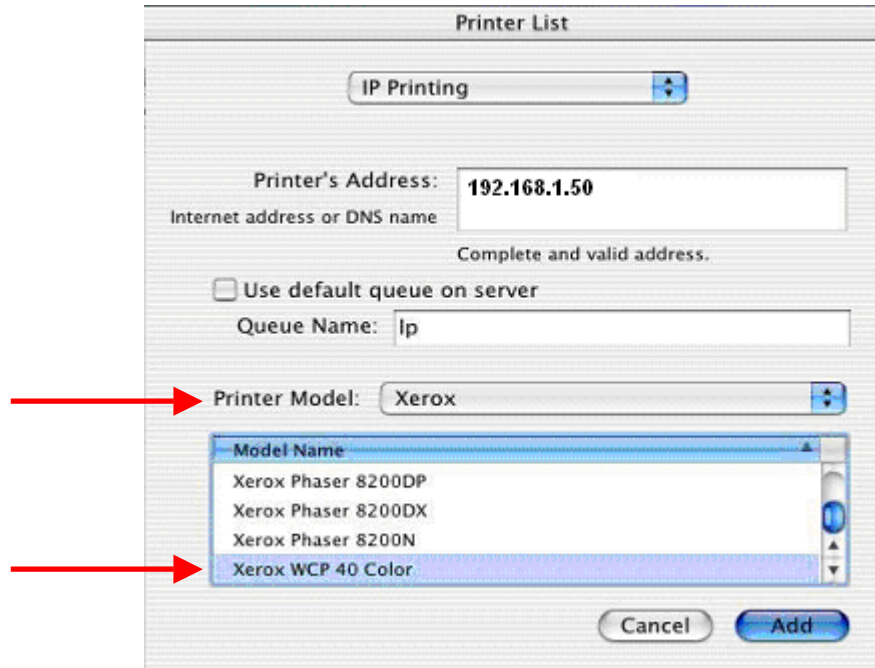 Printer List
IP Printing
Printer's Address: 192.168.1.50
Internet address or DNS name
Complete and valid address.
Use default queue on server
Queue Name: lp
Printer Model: Xerox
Model Name
Xerox Phaser 8200DP
Xerox Phaser 8200DX
Xerox Phaser 8200N
Xerox WCP 40 Color
Cancel Add